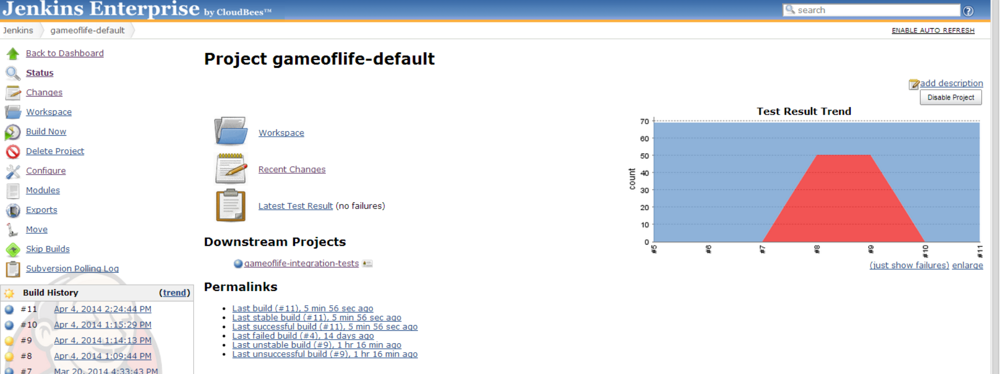 Jenkins Enterprise by CloudBees™
search
Jenkins gameoflife-default
ENABLE AUTO REFRESH
Back to Dashboard
Status
Changes
Workspace
Build Now
Delete Project
Configure
Modules
Exports
Move
Skip Builds
Subversion Polling Log
Build History (trend)
#11 Apr 4, 2014 2:24:44 PM
#10 Apr 4, 2014 1:15:29 PM
#9 Apr 4, 2014 1:14:13 PM
#8 Apr 4, 2014 1:09:44 PM
#7 Mar 20, 2014 4:33:43 PM
Project gameoflife-default
add description
Disable Project
Workspace
Recent Changes
Latest Test Result (no failures)
Downstream Projects
gameoflife-integration-tests
Permalinks
Last build (#11), 5 min 56 sec ago
Last stable build (#11), 5 min 56 sec ago
Last successful build (#11), 5 min 56 sec ago
Last failed build (#4), 14 days ago
Last unstable build (#9), 1 hr 16 min ago
Last unsuccessful build (#9), 1 hr 16 min ago
Test Result Trend
70
60
50
40
30
20
10
0
count
#5 #6 #7 #8 #9 #10 #11
(just show failures) enlarge